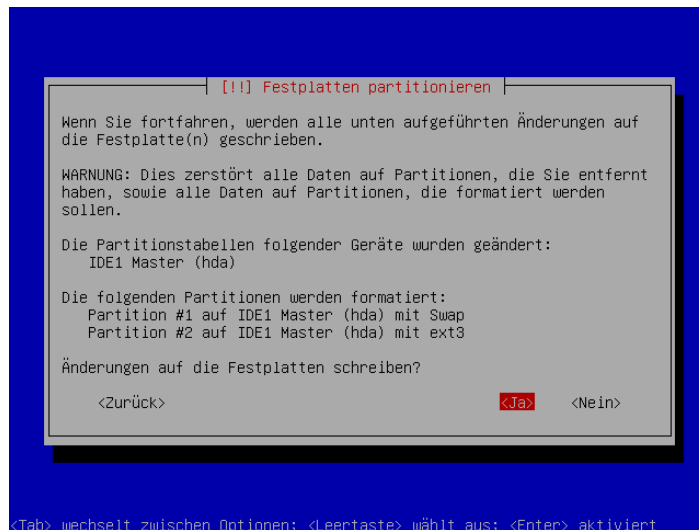 [!!] Festplatten partitionieren
Wenn Sie fortfahren, werden alle unten aufgeführten Änderungen auf
die Festplatte(n) geschrieben.
WARNUNG: Dies zerstört alle Daten auf Partitionen, die Sie entfernt
haben, sowie alle Daten auf Partitionen, die formatiert werden
sollen.
Die Partitionstabellen folgender Geräte wurden geändert:
IDE1 Master (hda)
Die folgenden Partitionen werden formatiert:
Partition #1 auf IDE1 Master (hda) mit Swap
Partition #2 auf IDE1 Master (hda) mit ext3
Änderungen auf die Festplatten schreiben?
<Zurück> <Ja> <Nein>
<Tab> wechselt zwischen Optionen; <Leertaste> wählt aus; <Enter> aktiviert